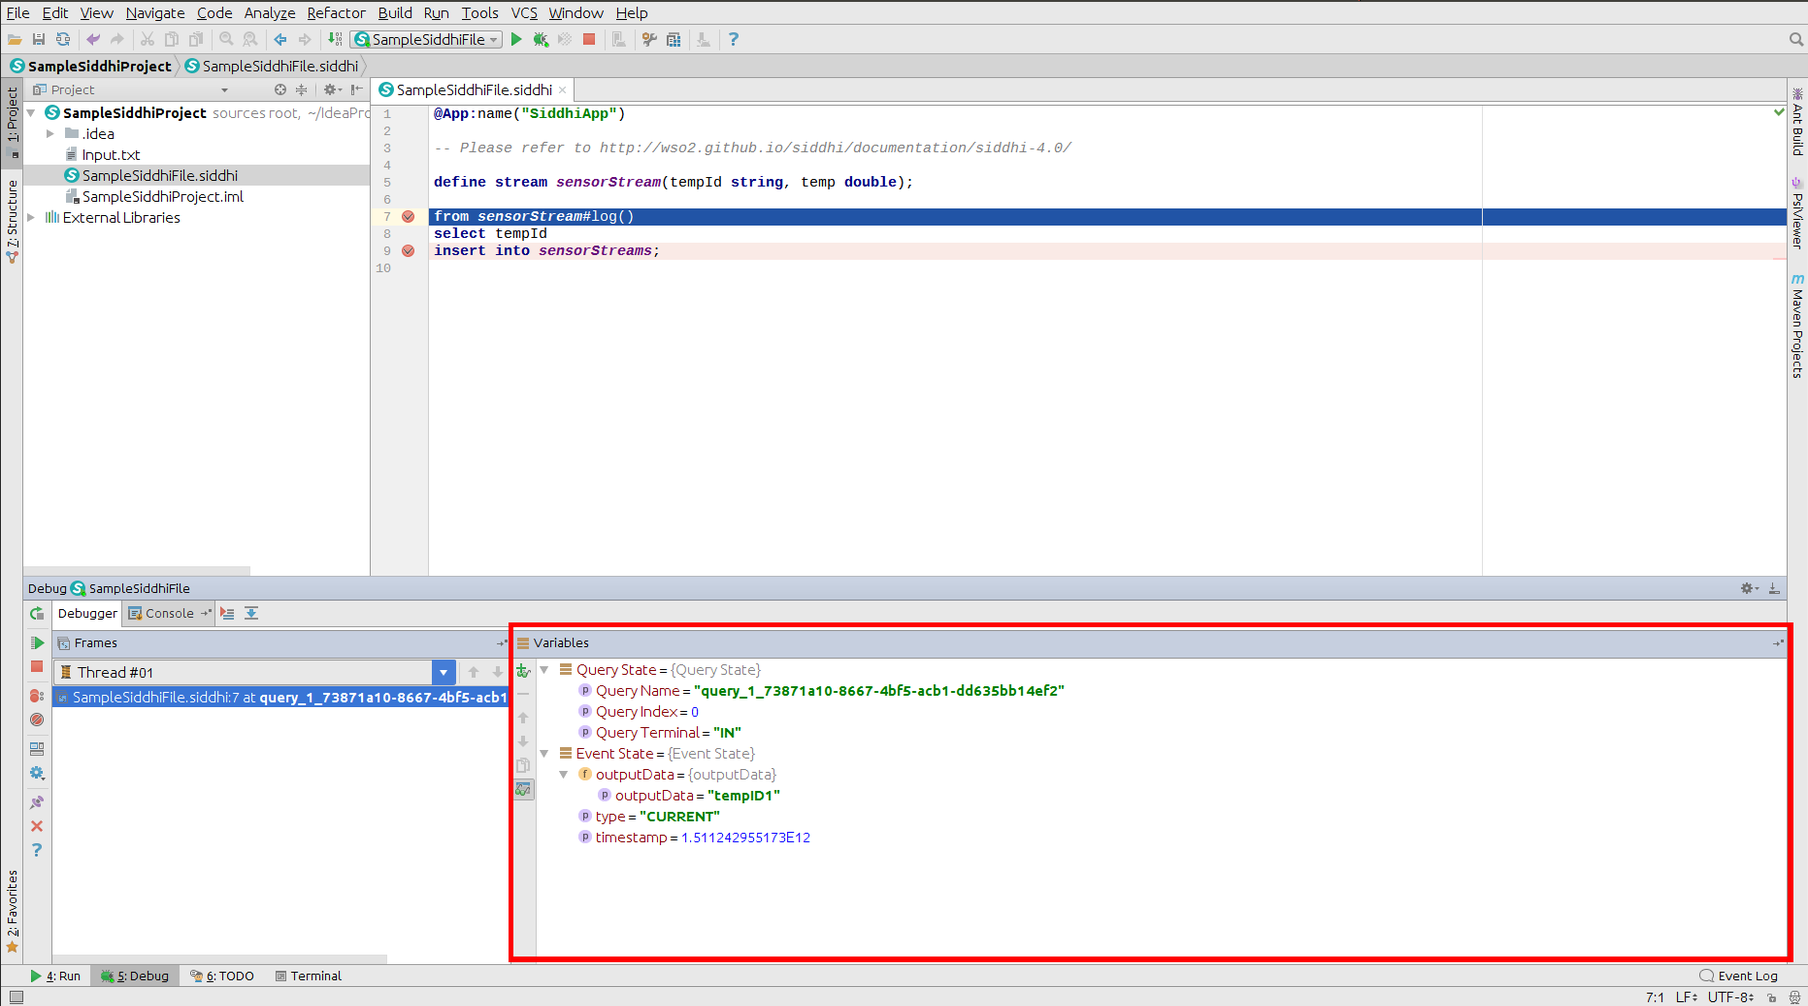 File Edit View Navigate Code Analyze Refactor Build Run Tools VCS Window Help
SampleSiddhiFile
SampleSiddhiProject SampleSiddhiFile.siddhi
1: Project
7: Structure
2: Favorites
Project
SampleSiddhiProject sources root, ~/IdeaPro
.idea
Input.txt
SampleSiddhiFile.siddhi
SampleSiddhiProject.iml
External Libraries
SampleSiddhiFile.siddhi
1 @App:name("SiddhiApp")
2
3 -- Please refer to http://wso2.github.io/siddhi/documentation/siddhi-4.0/
4
5 define stream sensorStream(tempId string, temp double);
6
7 from sensorStream#log()
8 select tempId
9 insert into sensorStreams;
10
Ant Build
PsiViewer
Maven Projects
Debug SampleSiddhiFile
Debugger Console
Frames
Thread #01
SampleSiddhiFile.siddhi:7 at query_1_73871a10-8667-4bf5-acb1
Variables
Query State = {Query State}
Query Name = "query_1_73871a10-8667-4bf5-acb1-dd635bb14ef2"
Query Index = 0
Query Terminal = "IN"
Event State = {Event State}
outputData = {outputData}
outputData = "tempID1"
type = "CURRENT"
timestamp = 1.511242955173E12
4: Run 5: Debug 6: TODO Terminal Event Log
7:1 LF UTF-8